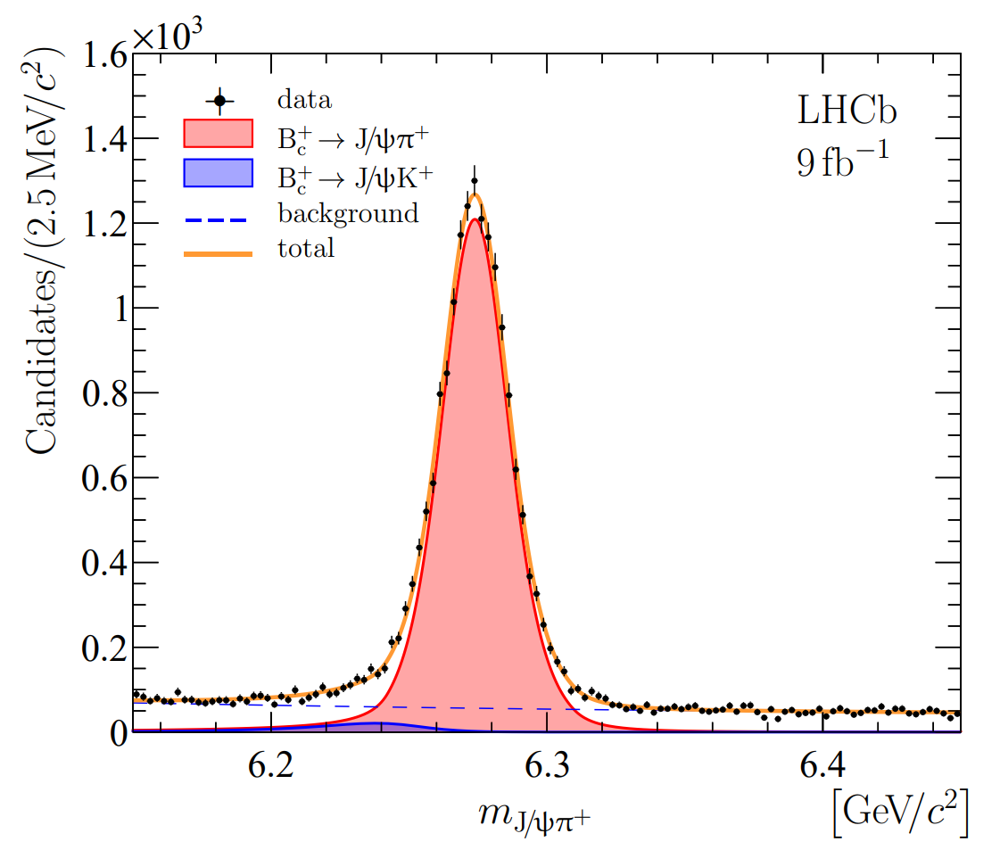 ×10³
Candidates/(2.5 MeV/c²)
1.6
1.4
1.2
1
0.8
0.6
0.4
0.2
0
data
B_c⁺ → J/ψπ⁺
B_c⁺ → J/ψK⁺
background
total
LHCb
9 fb⁻¹
6.2
6.3
6.4
m_J/ψπ⁺
[GeV/c²]